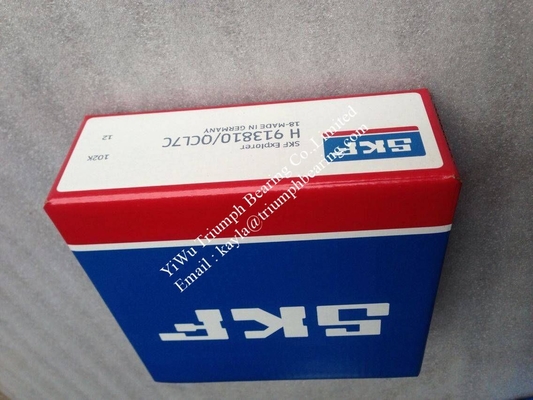 SKF
SKF Explorer
H 913810/QCL7C
18-MADE IN GERMANY
12
102K
SKF
YiWu Triumph Bearing Co., Limited
Email : kayla@triumphbearing.com